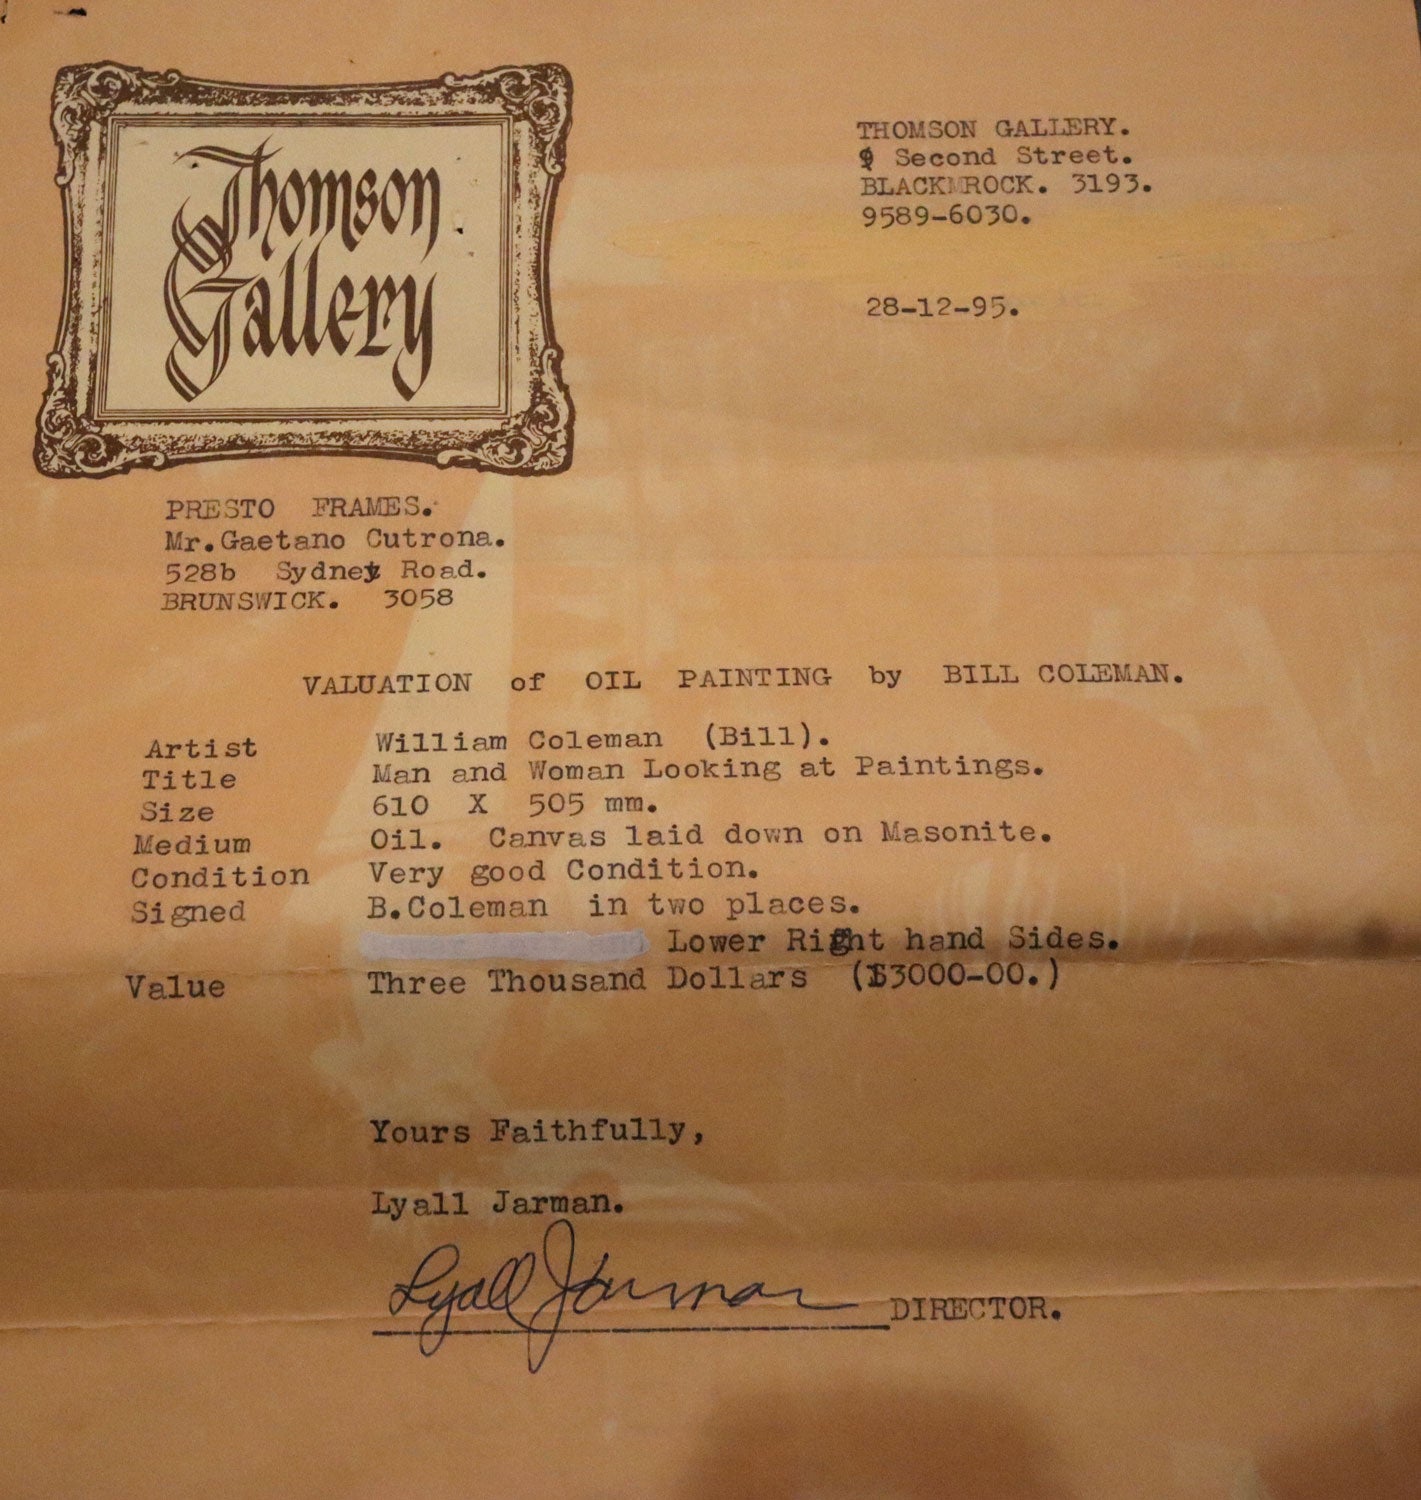 Thomson
Gallery
THOMSON GALLERY.
9 Second Street.
BLACK ROCK. 3193.
9589-6030.
28-12-95.
PRESTO FRAMES.
Mr.Gaetano Cutrona.
528b Sydney Road.
BRUNSWICK. 3058
VALUATION of OIL PAINTING by BILL COLEMAN.
Artist William Coleman (Bill).
Title Man and Woman Looking at Paintings.
Size 610 X 505 mm.
Medium Oil. Canvas laid down on Masonite.
Condition Very good Condition.
Signed B.Coleman in two places.
Lower Right hand Sides.
Value Three Thousand Dollars ($3000-00.)
Yours Faithfully,
Lyall Jarman.
Lyall Jarman
DIRECTOR.